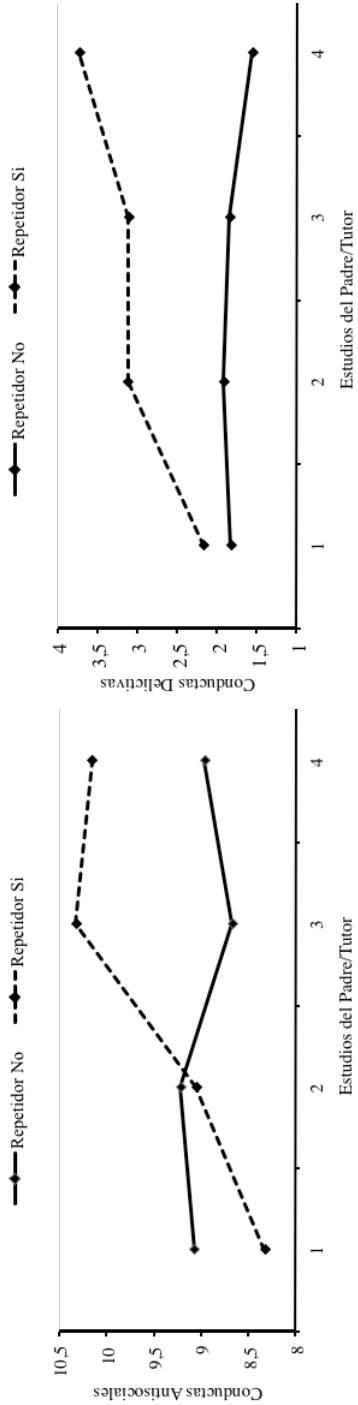 Repetidor No
Repetidor Si
Conductas Antisociales
10,5
10
9,5
9
8,5
8
1
2
3
4
Estudios del Padre/Tutor
Repetidor No
Repetidor Si
Conductas Delictivas
4
3,5
3
2,5
2
1,5
1
1
2
3
4
Estudios del Padre/Tutor